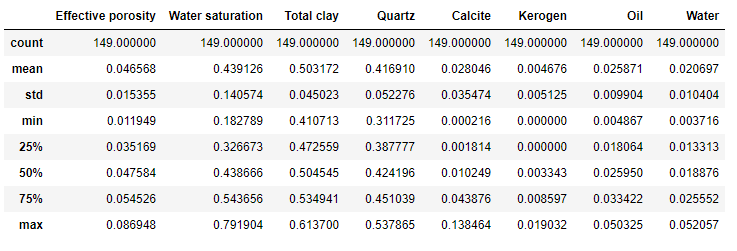 Effective porosity Water saturation Total clay Quartz Calcite Kerogen Oil Water
count 149.000000 149.000000 149.000000 149.000000 149.000000 149.000000 149.000000 149.000000
mean 0.046568 0.439126 0.503172 0.416910 0.028046 0.004676 0.025871 0.020697
std 0.015355 0.140574 0.045023 0.052276 0.035474 0.005125 0.009904 0.010404
min 0.011949 0.182789 0.410713 0.311725 0.000216 0.000000 0.004867 0.003716
25% 0.035169 0.326673 0.472559 0.387777 0.001814 0.000000 0.018064 0.013313
50% 0.047584 0.438666 0.504545 0.424196 0.010249 0.003343 0.025950 0.018876
75% 0.054526 0.543656 0.534941 0.451039 0.043876 0.008597 0.033422 0.025552
max 0.086948 0.791904 0.613700 0.537865 0.138464 0.019032 0.050325 0.052057